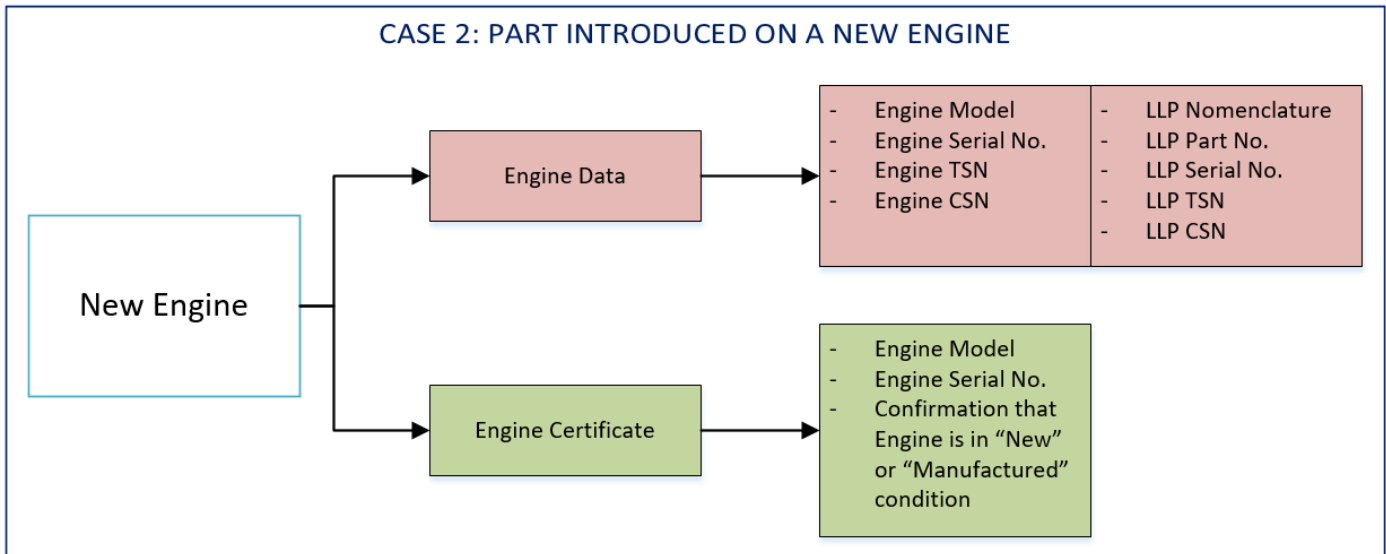 CASE 2: PART INTRODUCED ON A NEW ENGINE
New Engine
Engine Data
- Engine Model
- Engine Serial No.
- Engine TSN
- Engine CSN
- LLP Nomenclature
- LLP Part No.
- LLP Serial No.
- LLP TSN
- LLP CSN
Engine Certificate
- Engine Model
- Engine Serial No.
- Confirmation that
Engine is in “New”
or “Manufactured”
condition